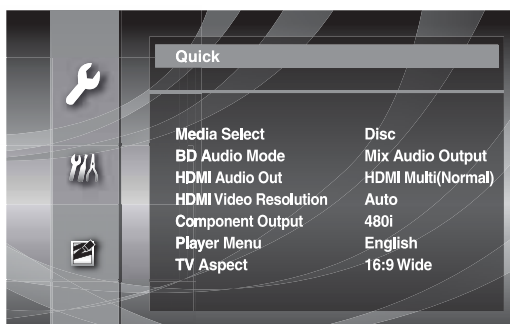 Quick
Media Select Disc
BD Audio Mode Mix Audio Output
HDMI Audio Out HDMI Multi(Normal)
HDMI Video Resolution Auto
Component Output 480i
Player Menu English
TV Aspect 16:9 Wide